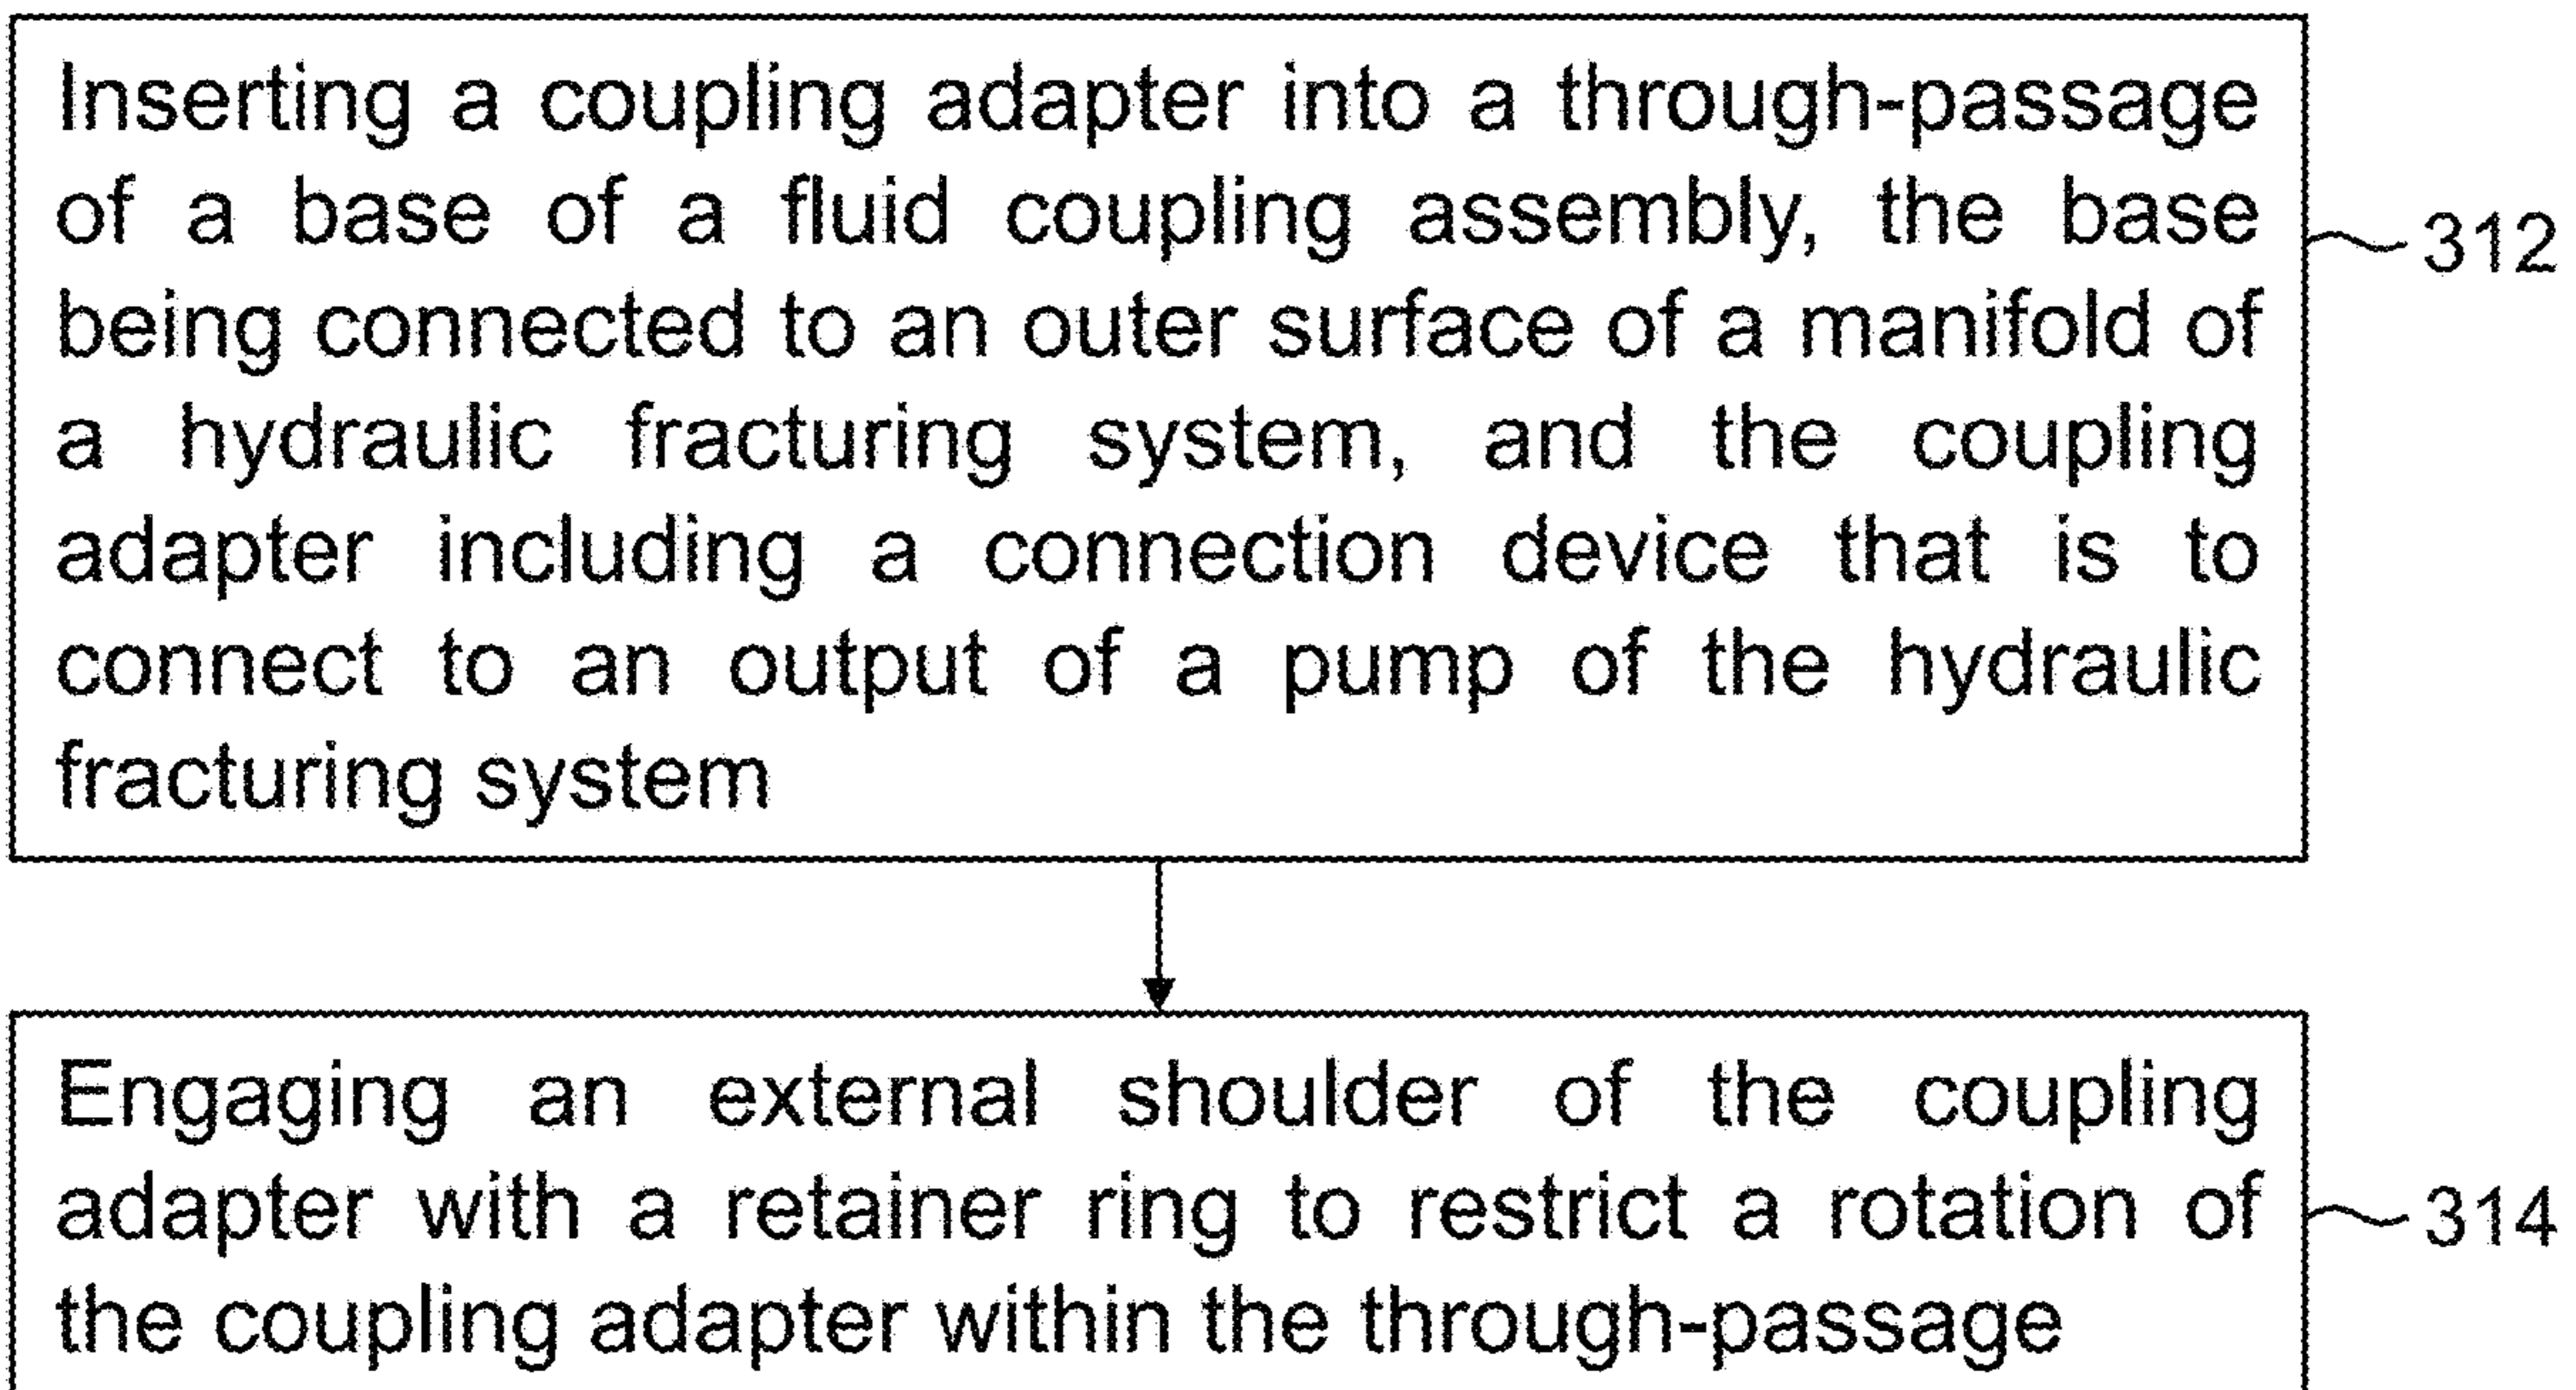 Inserting a coupling adapter into a through-passage
of a base of a fluid coupling assembly, the base
being connected to an outer surface of a manifold of
a hydraulic fracturing system, and the coupling
adapter including a connection device that is to
connect to an output of a pump of the hydraulic
fracturing system
312
Engaging an external shoulder of the coupling
adapter with a retainer ring to restrict a rotation of
the coupling adapter within the through-passage
314